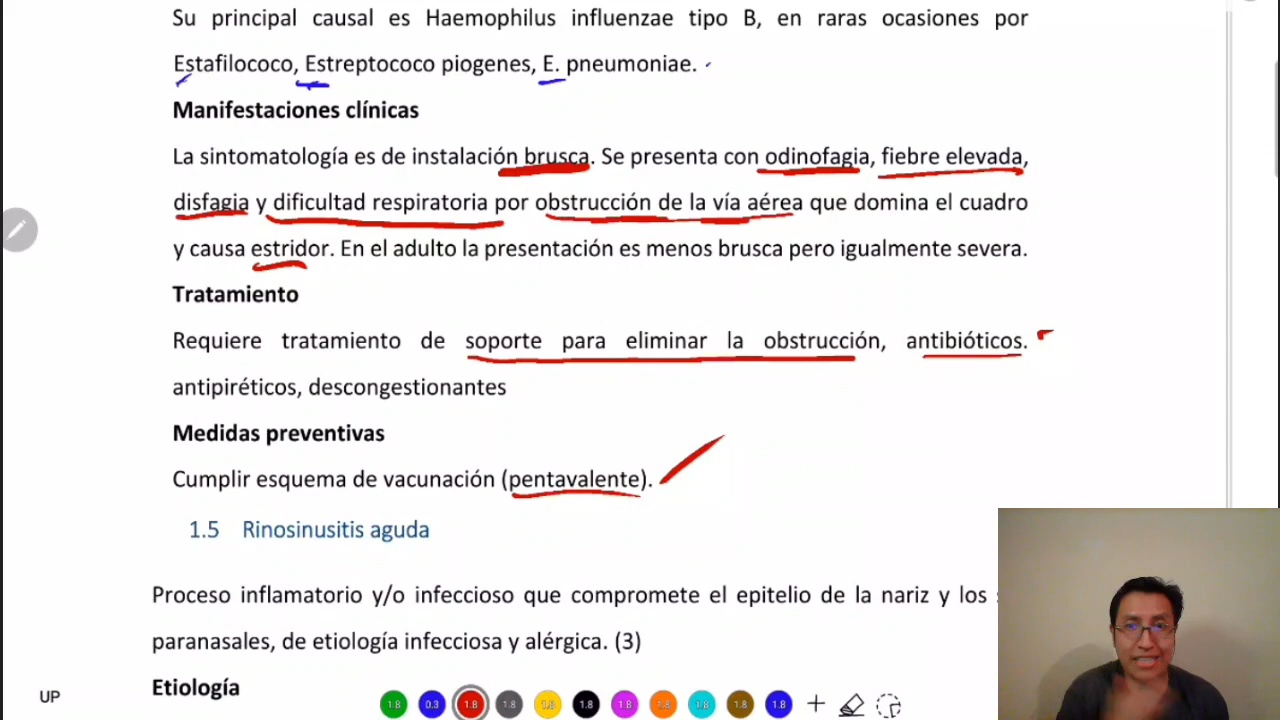 Su principal causal es Haemophilus influenzae tipo B, en raras ocasiones por
Estafilococo, Estreptococo piogenes, E. pneumoniae.
Manifestaciones clínicas
La sintomatología es de instalación brusca. Se presenta con odinofagia, fiebre elevada,
disfagia y dificultad respiratoria por obstrucción de la vía aérea que domina el cuadro
y causa estridor. En el adulto la presentación es menos brusca pero igualmente severa.
Tratamiento
Requiere tratamiento de soporte para eliminar la obstrucción, antibióticos.
antipiréticos, descongestionantes
Medidas preventivas
Cumplir esquema de vacunación (pentavalente).
1.5 Rinosinusitis aguda
Proceso inflamatorio y/o infeccioso que compromete el epitelio de la nariz y los
paranasales, de etiología infecciosa y alérgica. (3)
Etiología
UP
1.8 0.3 1.8 1.8 1.8 1.8 1.8 1.8 1.8 1.8 1.8